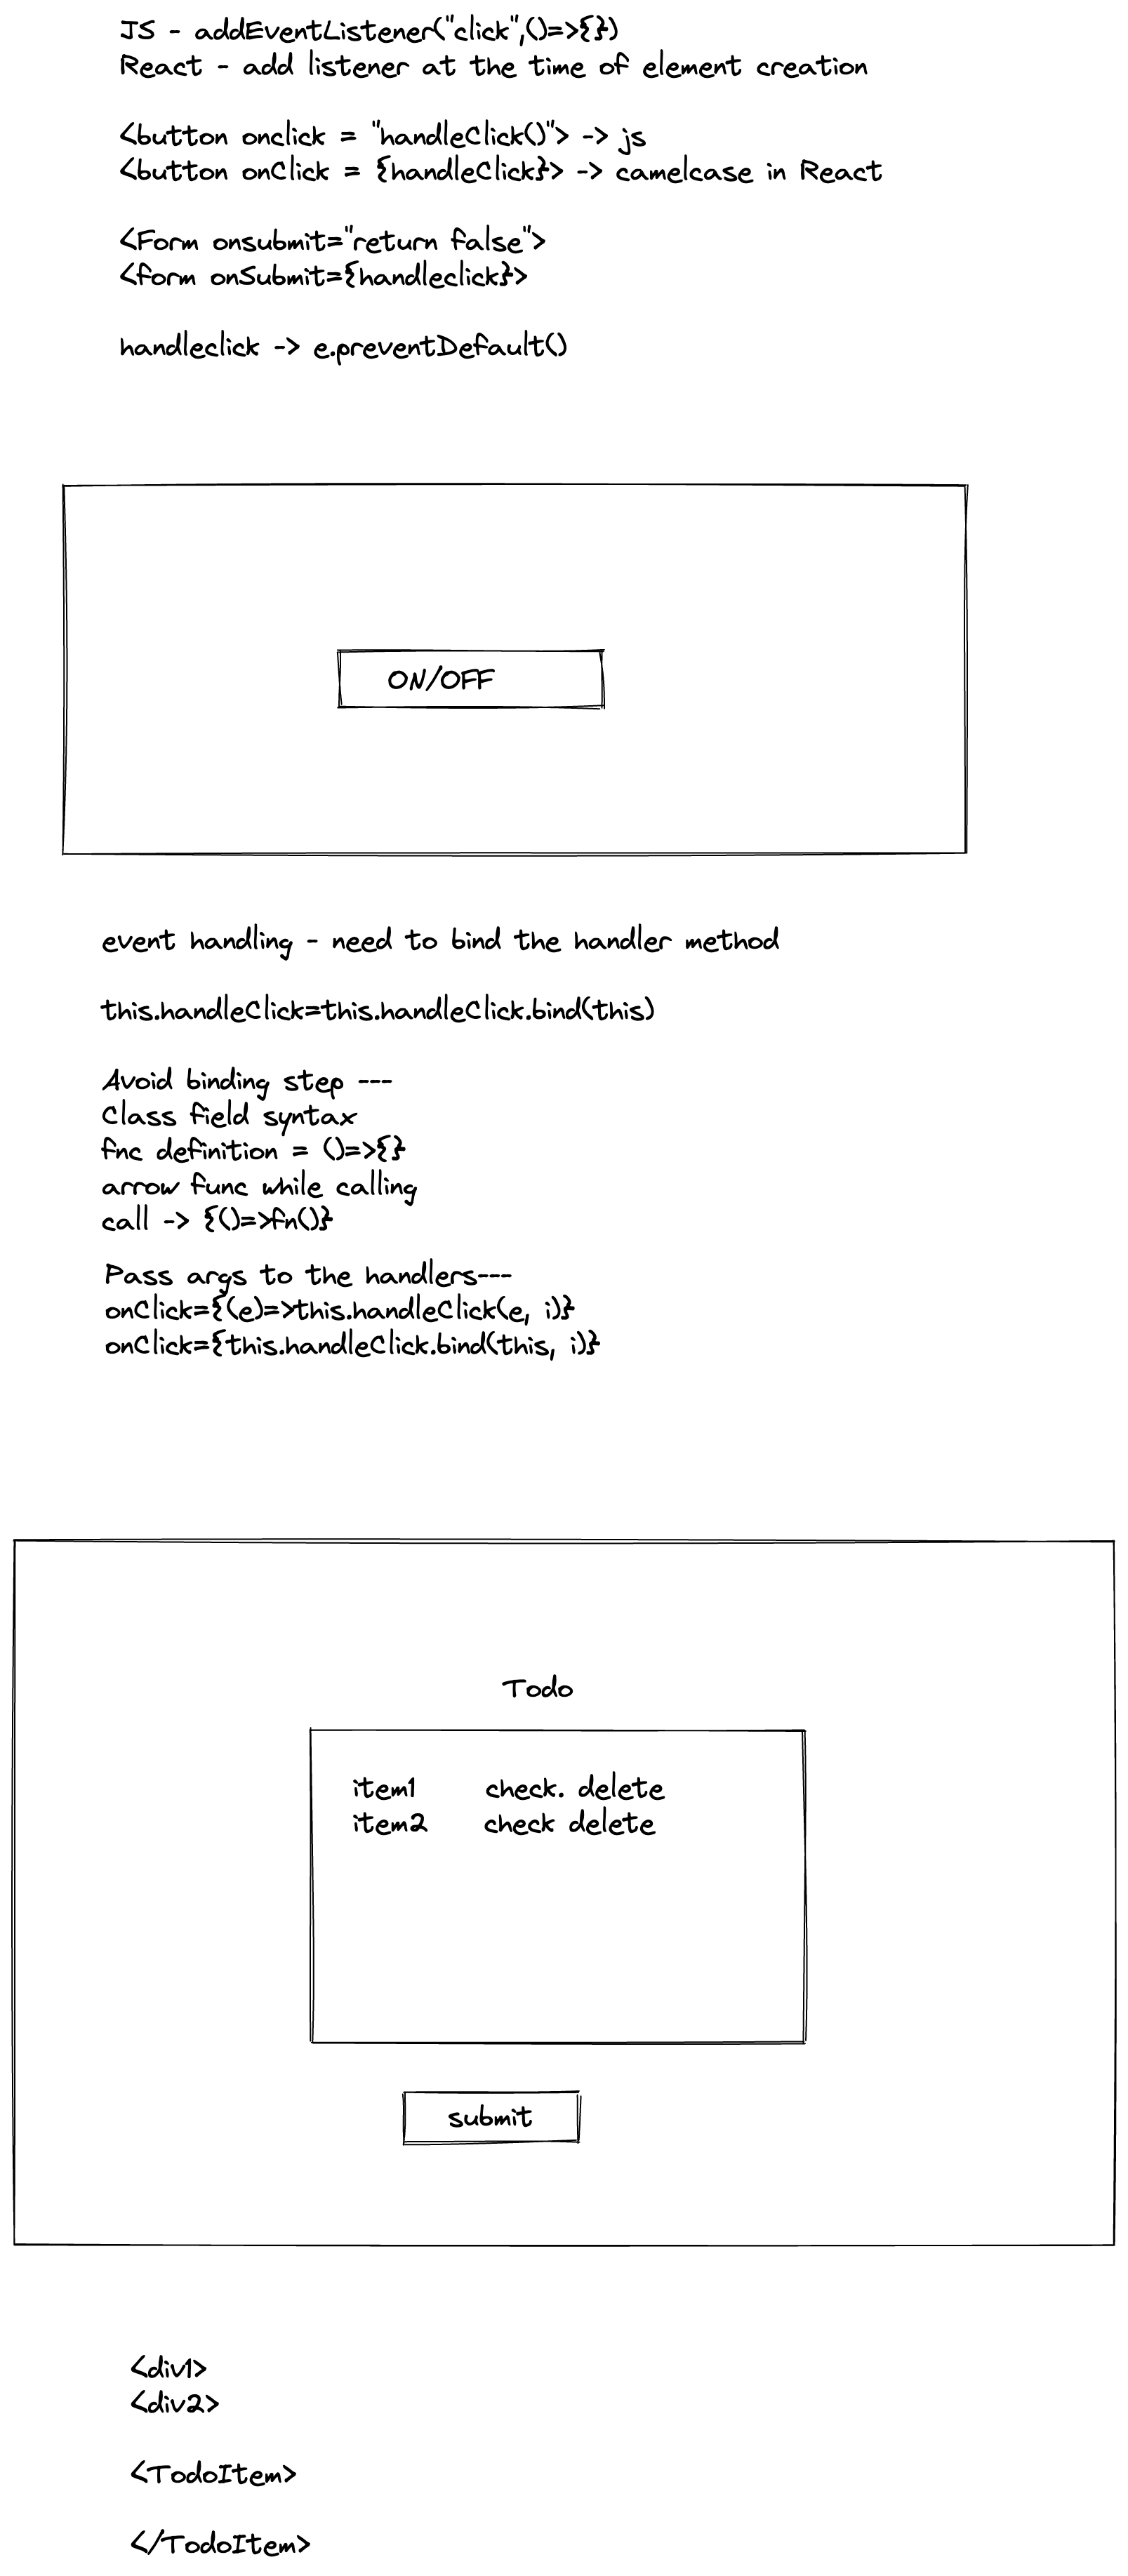 JS - addEventListener("click",()=>{})
React - add listener at the time of element creation
<button onclick = "handleClick()"> -> js
<button onClick = {handleClick}> -> camelcase in React
<Form onsubmit="return false">
<form onSubmit={handleclick}>
handleclick -> e.preventDefault()
ON/OFF
event handling - need to bind the handler method
this.handleClick=this.handleClick.bind(this)
Avoid binding step ---
Class field syntax
fnc definition = ()=>{}
arrow func while calling
call -> {()=>fn()}
Pass args to the handlers---
onClick={(e)=>this.handleClick(e, i)}
onClick={this.handleClick.bind(this, i)}
Todo
item1 check. delete
item2 check delete
submit
<div1>
<div2>
<TodoItem>
</TodoItem>